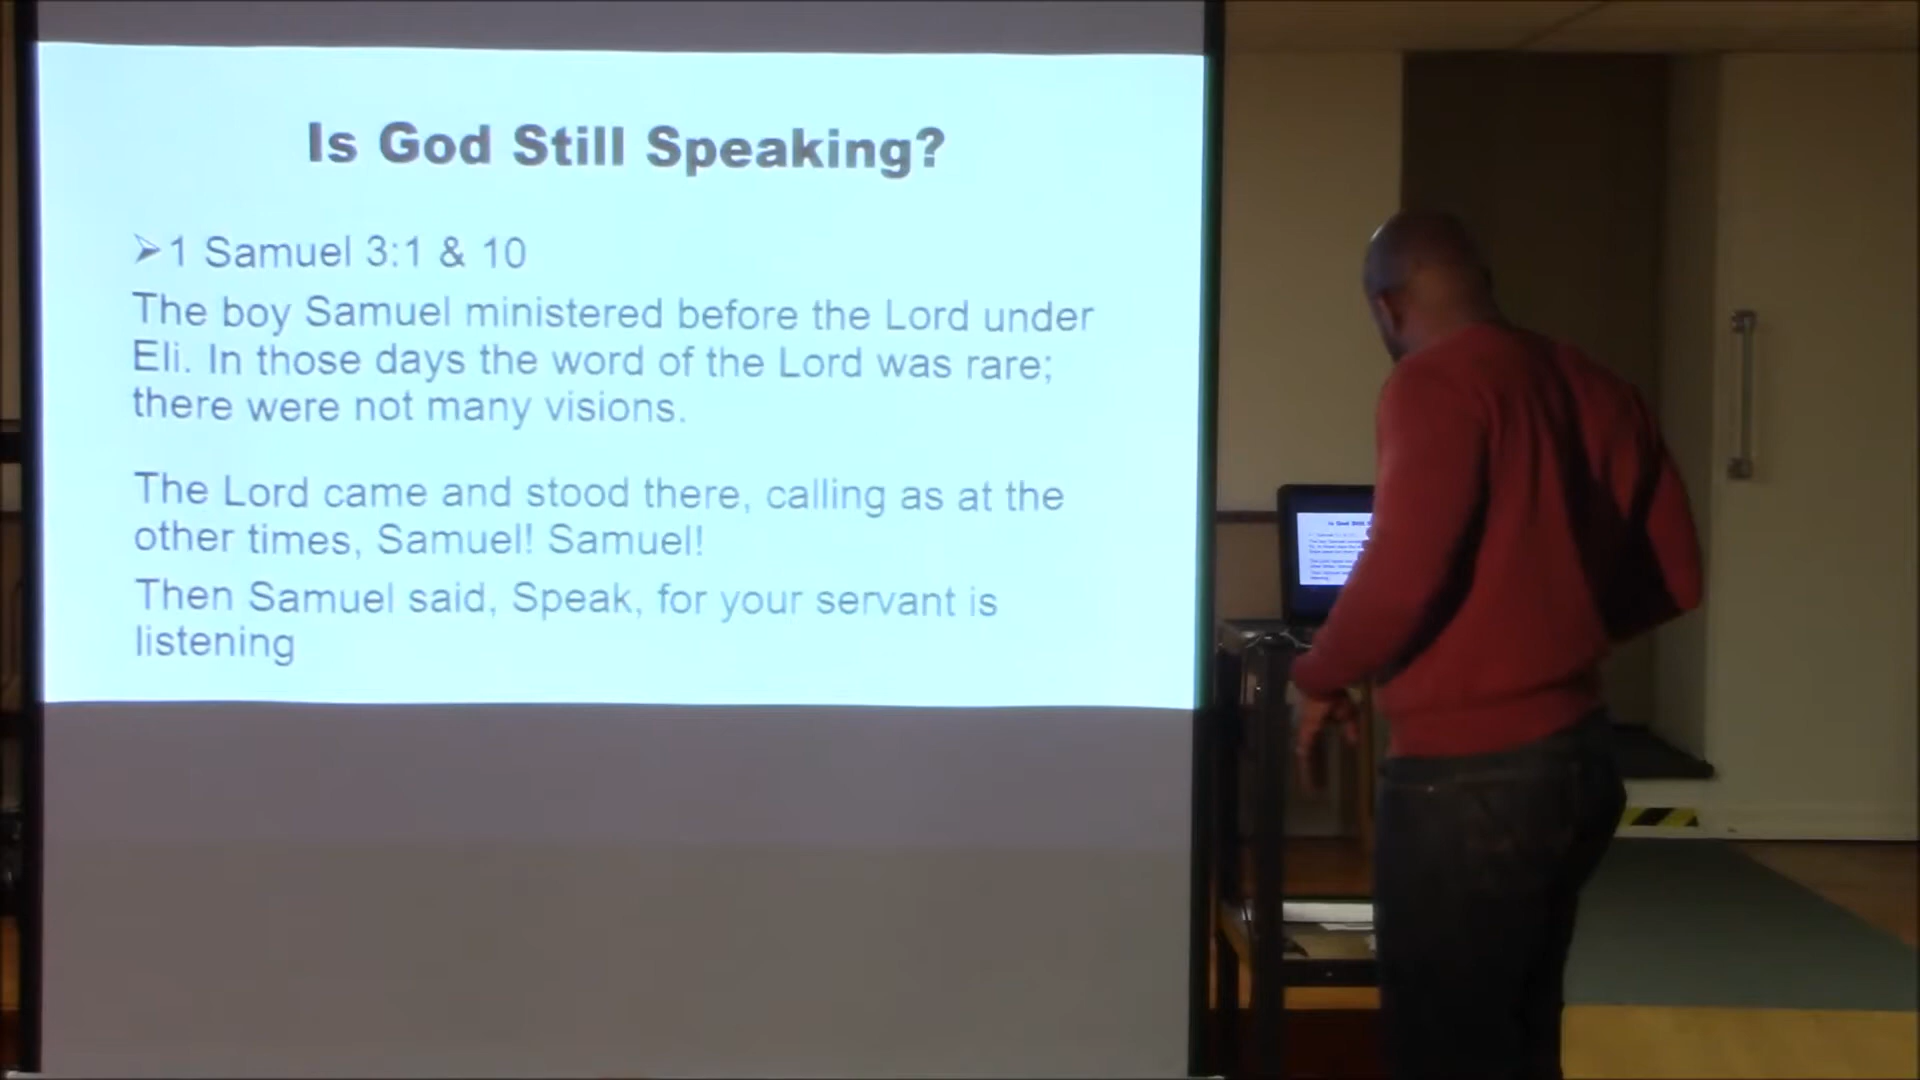 Is God Still Speaking?
➢1 Samuel 3:1 & 10
The boy Samuel ministered before the Lord under
Eli. In those days the word of the Lord was rare;
there were not many visions.
The Lord came and stood there, calling as at the
other times, Samuel! Samuel!
Then Samuel said, Speak, for your servant is
listening